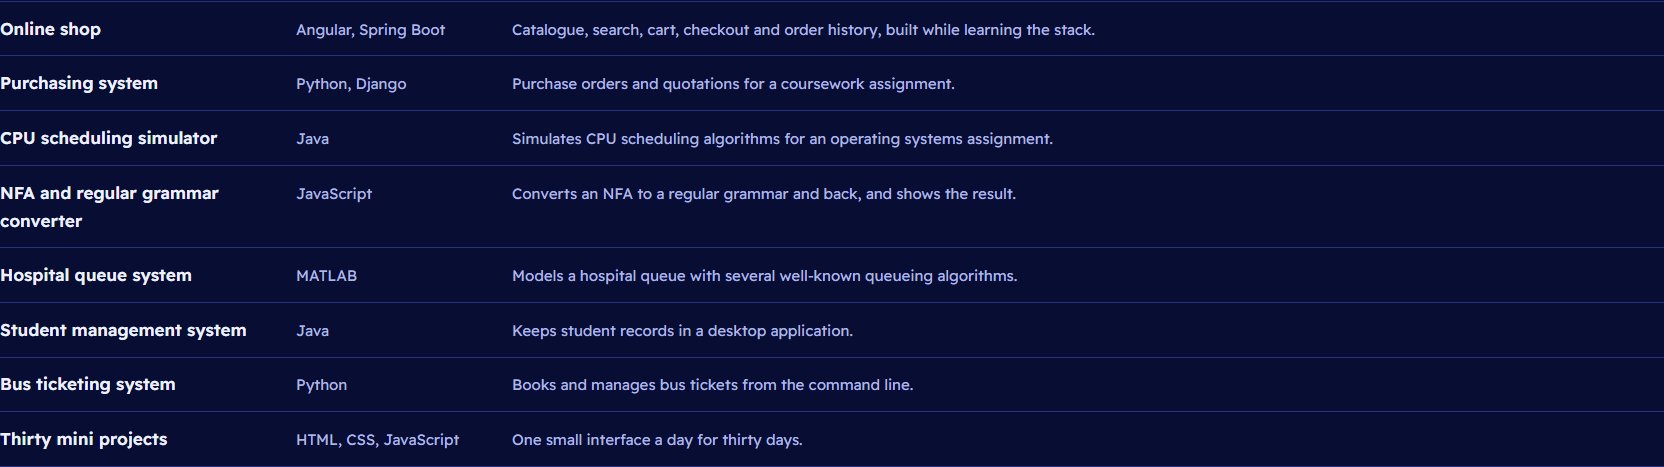 Online shop Angular, Spring Boot Catalogue, search, cart, checkout and order history, built while learning the stack.
Purchasing system Python, Django Purchase orders and quotations for a coursework assignment.
CPU scheduling simulator Java Simulates CPU scheduling algorithms for an operating systems assignment.
NFA and regular grammar JavaScript Converts an NFA to a regular grammar and back, and shows the result.
converter
Hospital queue system MATLAB Models a hospital queue with several well-known queueing algorithms.
Student management system Java Keeps student records in a desktop application.
Bus ticketing system Python Books and manages bus tickets from the command line.
Thirty mini projects HTML, CSS, JavaScript One small interface a day for thirty days.